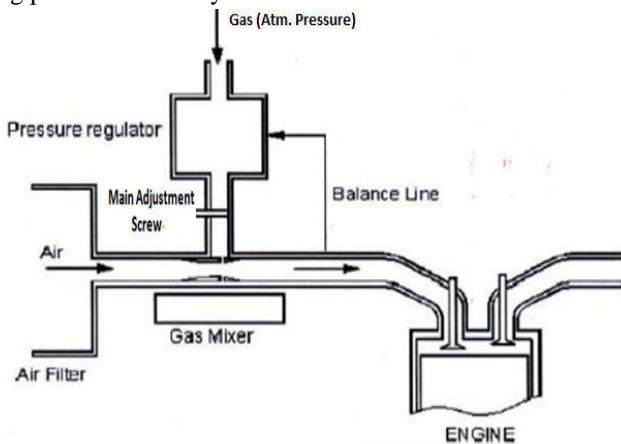 Gas (Atm. Pressure)
Pressure regulator
Main Adjustment
Screw
Balance Line
Air
Gas Mixer
Air Filter
ENGINE